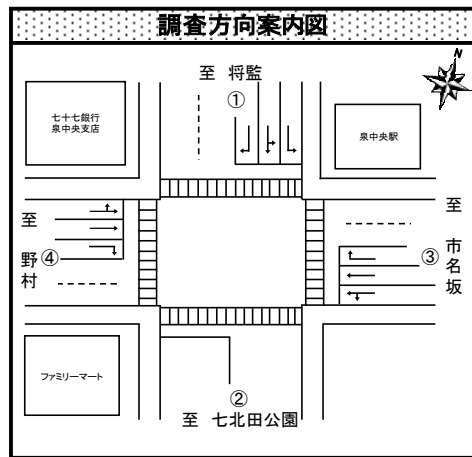 調査方向案内図
至 将監
①
N
七十七銀行
泉中央支店
泉中央駅
至 野村
④
③
至 市名坂
ファミリーマート
②
至 七北田公園